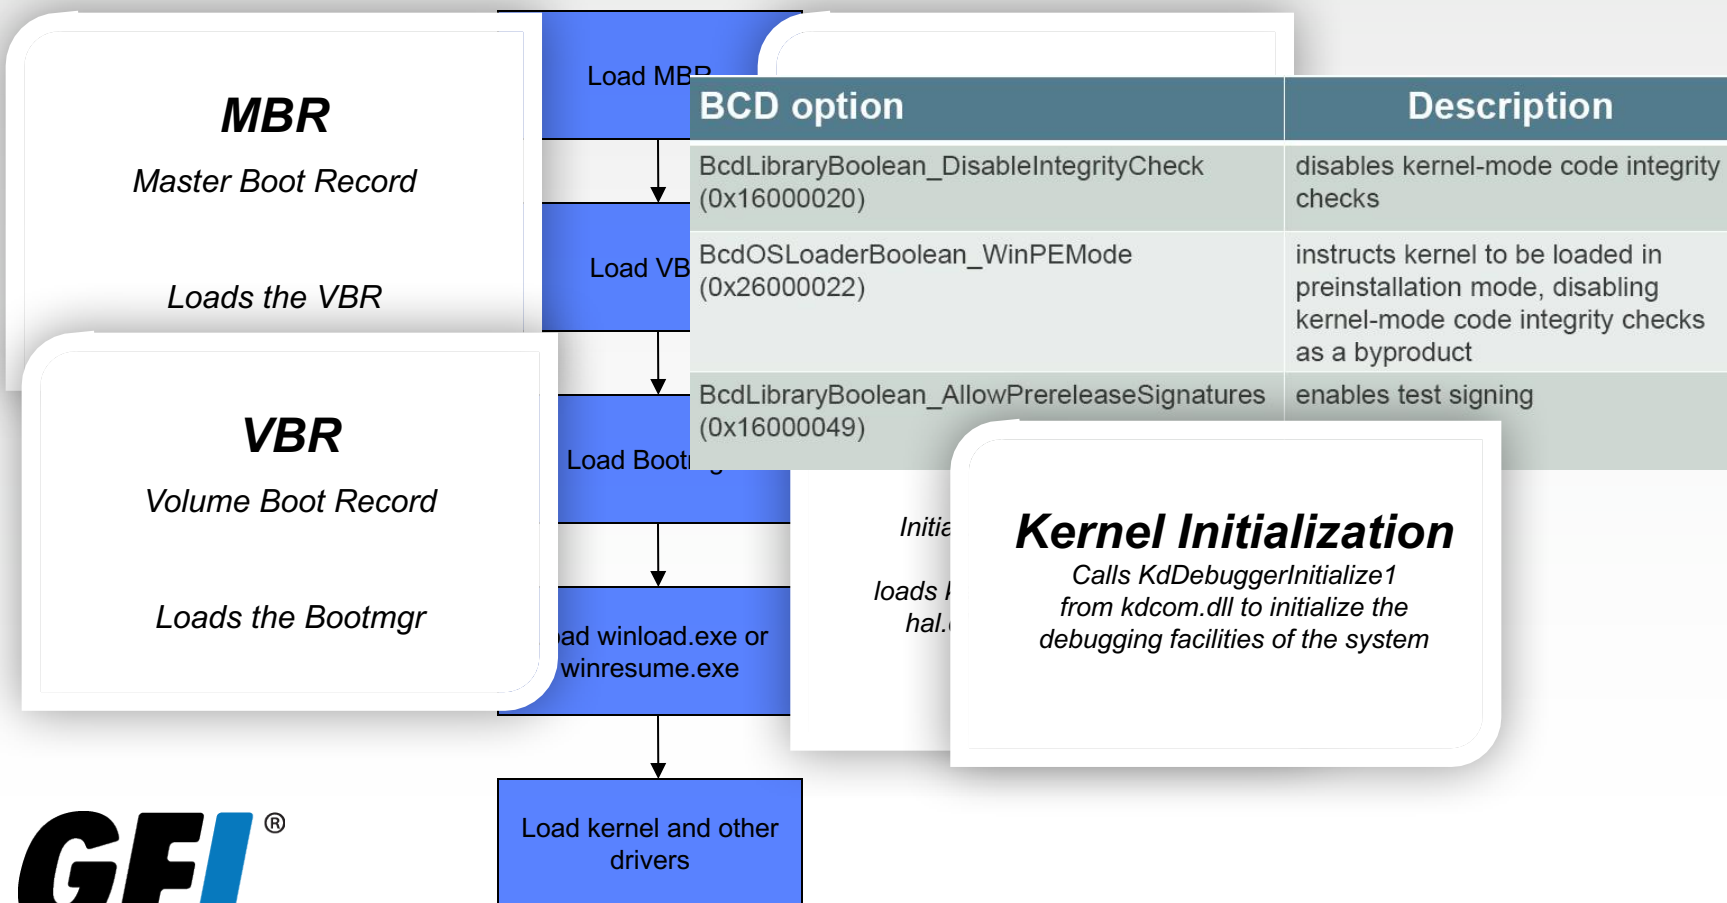 MBR
Master Boot Record
Loads the VBR
VBR
Volume Boot Record
Loads the Bootmgr
Load MBR
Load
Load
winload.exe or
winresume.exe
Load kernel and other
drivers
BCD option Description
BcdLibraryBoolean_DisableIntegrityCheck
(0x16000020)
disables kernel-mode code integrity
checks
BcdOSLoaderBoolean_WinPEMode
(0x26000022)
instructs kernel to be loaded in
preinstallation mode, disabling
kernel-mode code integrity checks
as a byproduct
BcdLibraryBoolean_AllowPrereleaseSignatures
(0x16000049)
enables test signing
loads
Kernel Initialization
Calls KdDebuggerInitialize1
from kdcom.dll to initialize the
debugging facilities of the system
GFI®